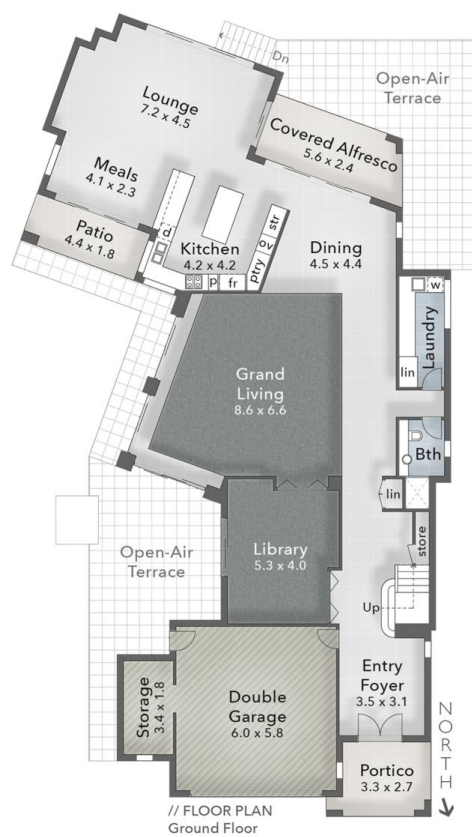 Dn
Open-Air
Terrace
Lounge
7.2 x 4.5
Covered Alfresco
5.6 x 2.4
Meals
4.1 x 2.3
Patio
4.4 x 1.8
d
Kitchen
4.2 x 4.2
str
ov
ptry
p
fr
Dining
4.5 x 4.4
w
Laundry
lin
Grand
Living
8.6 x 6.6
Bth
lin
store
Library
5.3 x 4.0
Open-Air
Terrace
Up
Entry
Foyer
3.5 x 3.1
Storage
3.4 x 1.8
Double
Garage
6.0 x 5.8
Portico
3.3 x 2.7
NORTH
// FLOOR PLAN
Ground Floor